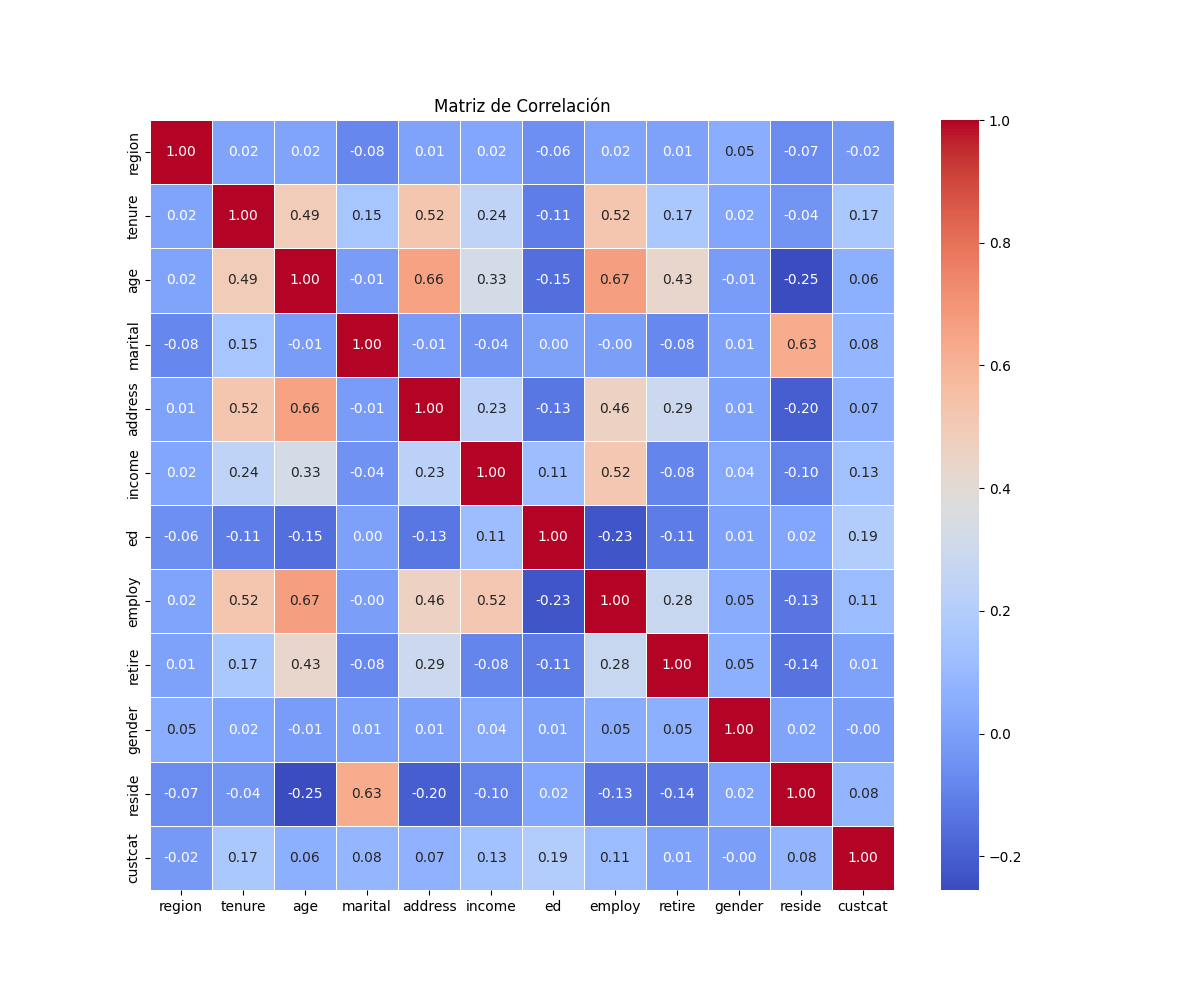 Matriz de Correlación
region 1.00 0.02 0.02 -0.08 0.01 0.02 -0.06 0.02 0.01 0.05 -0.07 -0.02
tenure 0.02 1.00 0.49 0.15 0.52 0.24 -0.11 0.52 0.17 0.02 -0.04 0.17
age 0.02 0.49 1.00 -0.01 0.66 0.33 -0.15 0.67 0.43 -0.01 -0.25 0.06
marital -0.08 0.15 -0.01 1.00 -0.01 -0.04 0.00 -0.00 -0.08 0.01 0.63 0.08
address 0.01 0.52 0.66 -0.01 1.00 0.23 -0.13 0.46 0.29 0.01 -0.20 0.07
income 0.02 0.24 0.33 -0.04 0.23 1.00 0.11 0.52 -0.08 0.04 -0.10 0.13
ed -0.06 -0.11 -0.15 0.00 -0.13 0.11 1.00 -0.23 -0.11 0.01 0.02 0.19
employ 0.02 0.52 0.67 -0.00 0.46 0.52 -0.23 1.00 0.28 0.05 -0.13 0.11
retire 0.01 0.17 0.43 -0.08 0.29 -0.08 -0.11 0.28 1.00 0.05 -0.14 0.01
gender 0.05 0.02 -0.01 0.01 0.01 0.04 0.01 0.05 0.05 1.00 0.02 -0.00
reside -0.07 -0.04 -0.25 0.63 -0.20 -0.10 0.02 -0.13 -0.14 0.02 1.00 0.08
custcat -0.02 0.17 0.06 0.08 0.07 0.13 0.19 0.11 0.01 -0.00 0.08 1.00
region tenure age marital address income ed employ retire gender reside custcat
1.0
0.8
0.6
0.4
0.2
0.0
−0.2